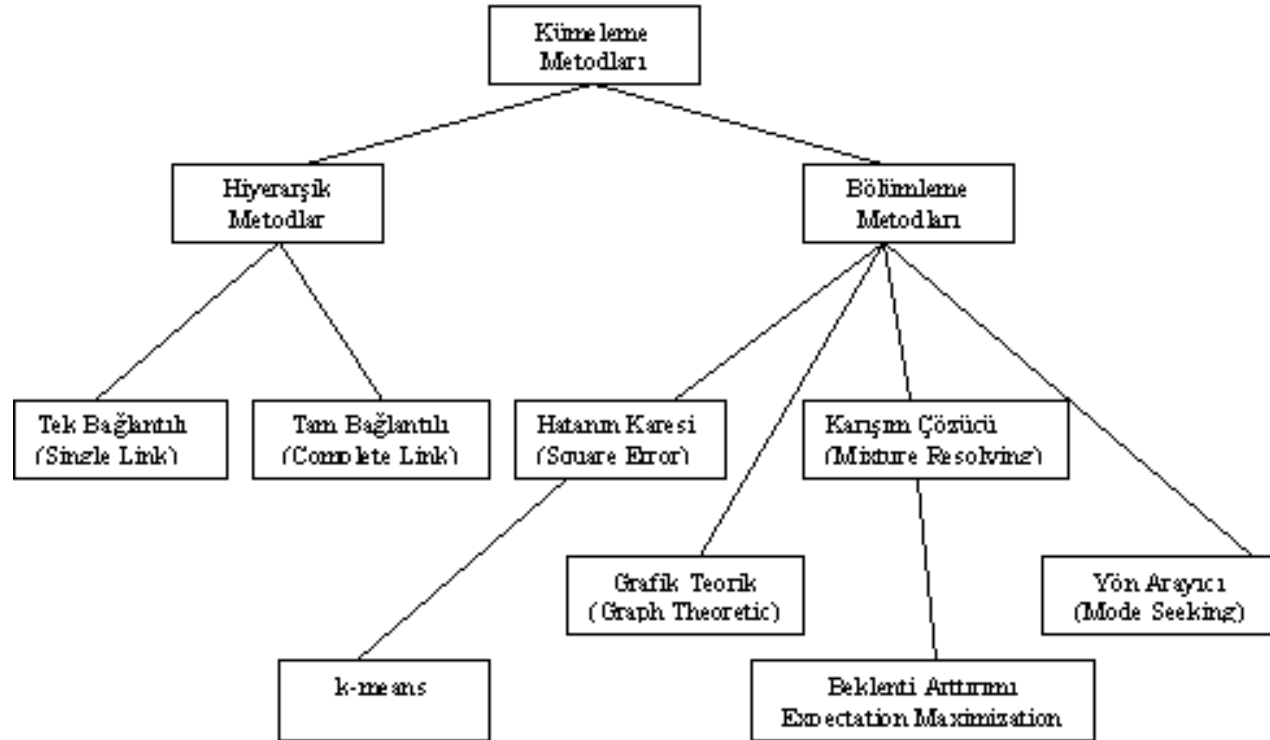 Kümeleme
Metodları
Hiyerarşik
Metodlar
Bölümleme
Metodları
Tek Bağlantılı
(Single Link)
Tam Bağlantılı
(Complete Link)
Hatanın Karesi
(Square Error)
Karışım Çözücü
(Mixture Resolving)
Grafik Teorik
(Graph Theoretic)
Yön Arayıcı
(Mode Seeking)
k-means
Beklenti Arttırımı
Expectation Maximization